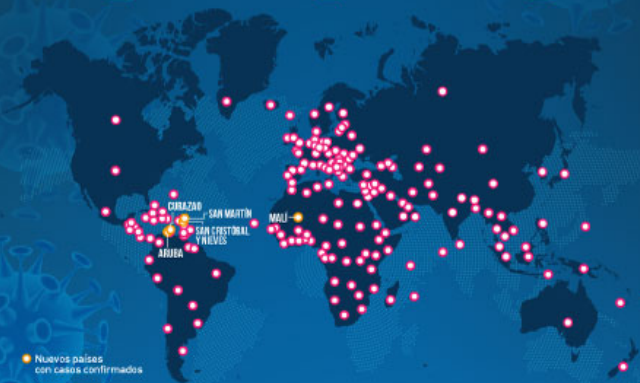 CURAZAO
SAN MARTÍN
MALÍ
SAN CRISTÓBAL
Y NIEVES
ARUBA
Nuevos países
con casos confirmados